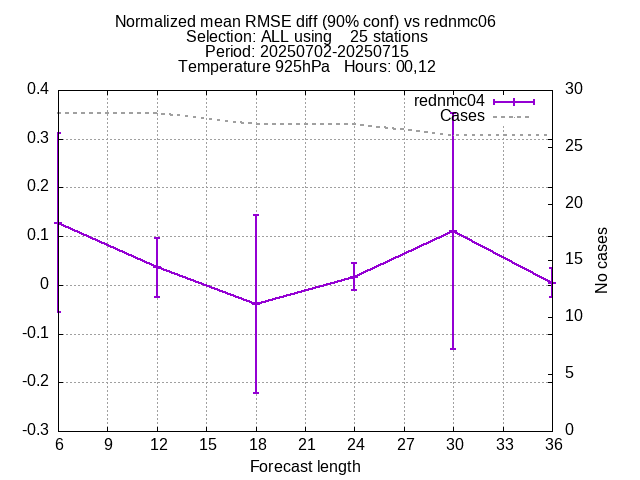 Normalized mean RMSE diff (90% conf) vs rednmc06
Selection: ALL using 25 stations
Period: 20250702-20250715
Temperature 925hPa Hours: 00,12
rednmc04
Cases
0.4
0.3
0.2
0.1
0
-0.1
-0.2
-0.3
30
25
20
15
10
5
0
No cases
6 9 12 15 18 21 24 27 30 33 36
Forecast length